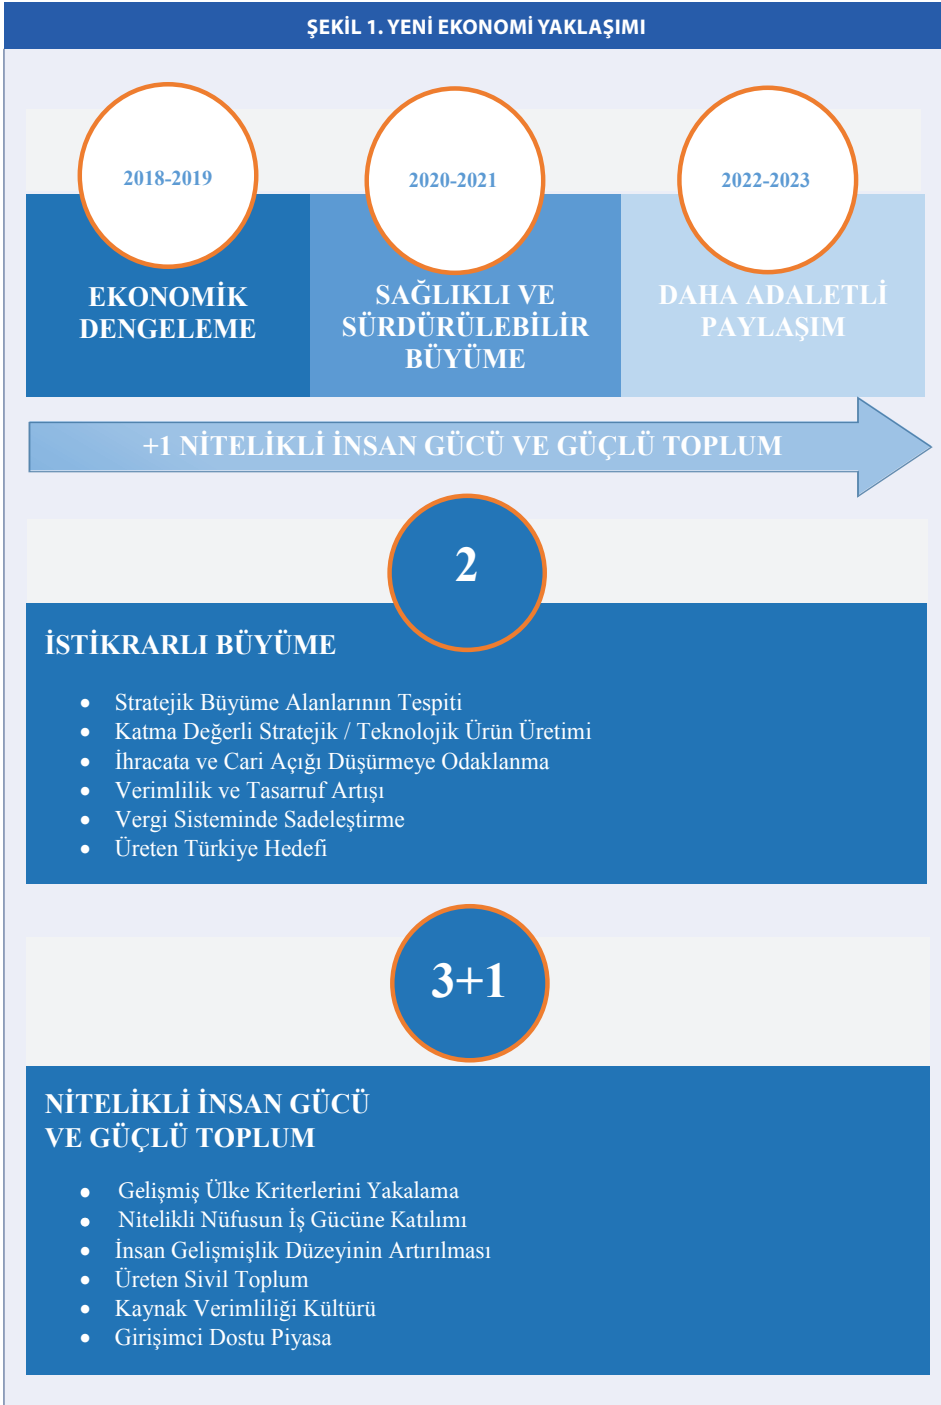 ŞEKİL 1. YENİ EKONOMİ YAKLAŞIMI
2018-2019
2020-2021
2022-2023
EKONOMİK
DENGELEME
SAĞLIKLI VE
SÜRDÜRÜLEBİLİR
BÜYÜME
DAHA ADALETLİ
PAYLAŞIM
+1 NİTELİKLİ İNSAN GÜCÜ VE GÜÇLÜ TOPLUM
2
İSTİKRARLI BÜYÜME
• Stratejik Büyüme Alanlarının Tespiti
• Katma Değerli Stratejik / Teknolojik Ürün Üretimi
• İhracata ve Cari Açığı Düşürmeye Odaklanma
• Verimlilik ve Tasarruf Artışı
• Vergi Sisteminde Sadeleştirme
• Üreten Türkiye Hedefi
3+1
NİTELİKLİ İNSAN GÜCÜ
VE GÜÇLÜ TOPLUM
• Gelişmiş Ülke Kriterlerini Yakalama
• Nitelikli Nüfusun İş Gücüne Katılımı
• İnsan Gelişmişlik Düzeyinin Artırılması
• Üreten Sivil Toplum
• Kaynak Verimliliği Kültürü
• Girişimci Dostu Piyasa